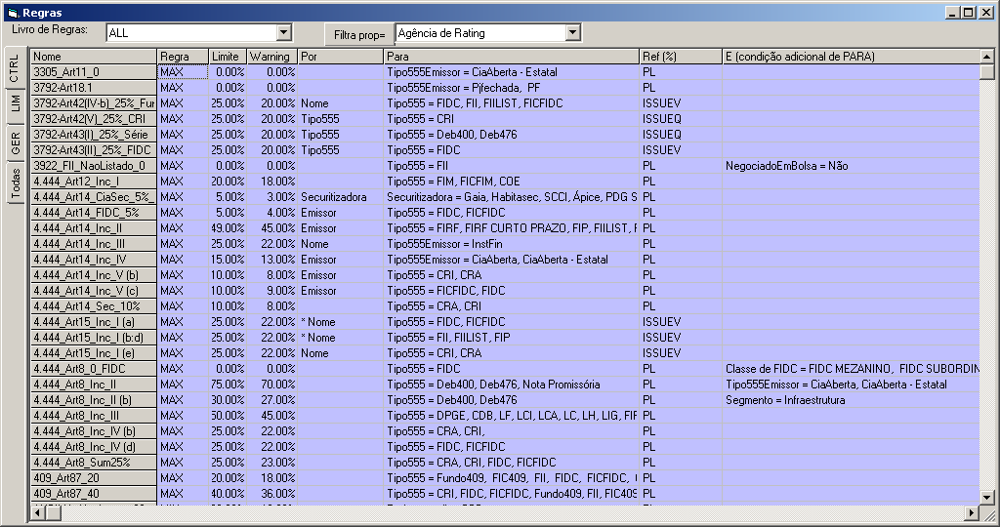 Regras
Livro de Regras: ALL Filtra prop= Agência de Rating
CTRL
LIM
GER
Todas
Nome Regra Limite Warning Por Para Ref (%) E (condição adicional de PARA)
3305_Art11_0 MAX 0.00% 0.00% Tipo555Emissor = CiaAberta - Estatal PL
3792-Art18.1 MAX 0.00% 0.00% Tipo555Emissor = Pjfechada, PF PL
3792-Art42(IV-b)_25%_Fur MAX 25.00% 20.00% Nome Tipo555 = FIDC, FII, FIILIST, FICFIDC ISSUEV
3792-Art42(V)_25%_CRI MAX 25.00% 20.00% Tipo555 Tipo555 = CRI ISSUEQ
3792-Art43(I)_25%_Série MAX 25.00% 20.00% Tipo555 Tipo555 = Deb400, Deb476 ISSUEQ
3792-Art43(II)_25%_FIDC MAX 25.00% 20.00% Tipo555 Tipo555 = FIDC ISSUEV
3922_FII_NaoListado_0 MAX 0.00% 0.00% Tipo555 = FII PL NegociadoEmBolsa = Não
4.444_Art12_Inc_I MAX 20.00% 18.00% Tipo555 = FIM, FICFIM, COE PL
4.444_Art14_CiaSec_5%_ MAX 5.00% 3.00% Securitizadora Securitizadora = Gaia, Habitasec, SCCI, Ápice, PDG S PL
4.444_Art14_FIDC_5% MAX 5.00% 4.00% Emissor Tipo555 = FIDC, FICFIDC PL
4.444_Art14_Inc_II MAX 49.00% 45.00% Emissor Tipo555 = FIRF, FIRF CURTO PRAZO, FIP, FIILIST, F PL
4.444_Art14_Inc_III MAX 25.00% 22.00% Nome Tipo555Emissor = InstFin PL
4.444_Art14_Inc_IV MAX 15.00% 13.00% Emissor Tipo555Emissor = CiaAberta, CiaAberta - Estatal PL
4.444_Art14_Inc_V (b) MAX 10.00% 8.00% Emissor Tipo555 = CRI, CRA PL
4.444_Art14_Inc_V (c) MAX 10.00% 9.00% Emissor Tipo555 = FICFIDC, FIDC PL
4.444_Art14_Sec_10% MAX 10.00% 8.00% Tipo555 = CRA, CRI PL
4.444_Art15_Inc_I (a) MAX 25.00% 22.00% * Nome Tipo555 = FIDC, FICFIDC ISSUEV
4.444_Art15_Inc_I (b:d) MAX 25.00% 22.00% * Nome Tipo555 = FII, FIILIST, FIP ISSUEV
4.444_Art15_Inc_I (e) MAX 25.00% 22.00% Nome Tipo555 = CRI, CRA ISSUEV
4.444_Art8_0_FIDC MAX 0.00% 0.00% Tipo555 = FIDC PL Classe de FIDC = FIDC MEZANINO, FIDC SUBORDIN
4.444_Art8_Inc_II MAX 75.00% 70.00% Tipo555 = Deb400, Deb476, Nota Promissória PL Tipo555Emissor = CiaAberta, CiaAberta - Estatal
4.444_Art8_Inc_II (b) MAX 30.00% 27.00% Tipo555 = Deb400, Deb476 PL Segmento = Infraestrutura
4.444_Art8_Inc_III MAX 50.00% 45.00% Tipo555 = DPGE, CDB, LF, LCI, LCA, LC, LH, LIG, FIF PL
4.444_Art8_Inc_IV (b) MAX 25.00% 22.00% Tipo555 = CRA, CRI, PL
4.444_Art8_Inc_IV (d) MAX 25.00% 22.00% Tipo555 = FIDC, FICFIDC PL
4.444_Art8_Sum25% MAX 25.00% 23.00% Tipo555 = CRA, CRI, FIDC, FICFIDC PL
409_Art87_20 MAX 20.00% 18.00% Tipo555 = Fundo409, FIC409, FII, FIDC, FICFIDC, PL
409_Art87_40 MAX 40.00% 36.00% Tipo555 = CRI, FIDC, FICFIDC, Fundo409, FII, FIC409 PL